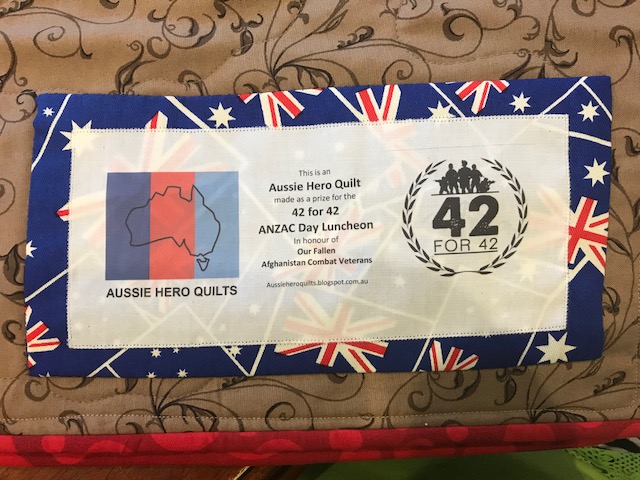 AUSSIE HERO QUILTS
This is an
Aussie Hero Quilt
made as a prize for the
42 for 42
ANZAC Day Luncheon
In honour of
Our Fallen
Afghanistan Combat Veterans
Aussieheroquilts.blogspot.com.au
42
FOR 42